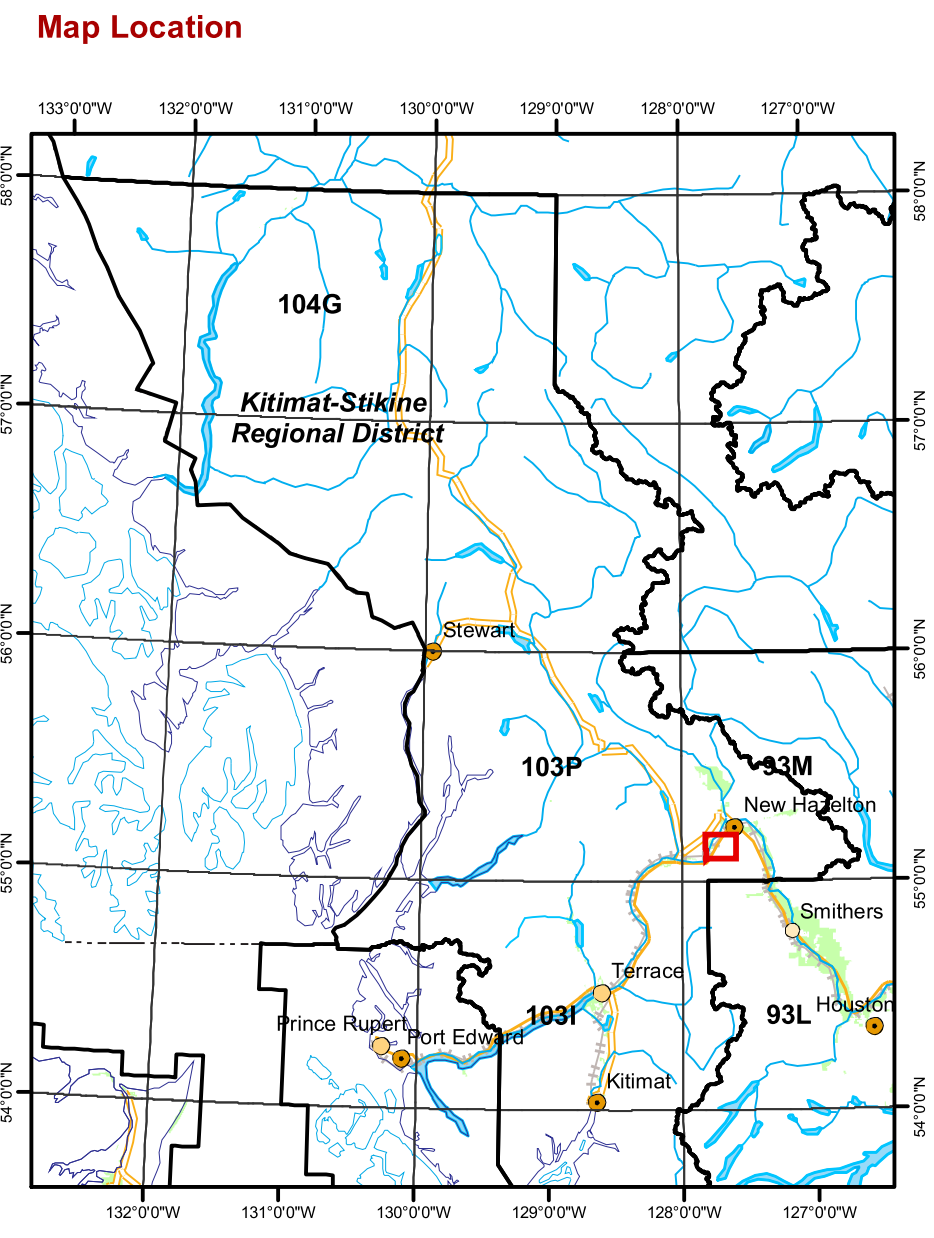 Map Location
133°0'0"W 132°0'0"W 131°0'0"W 130°0'0"W 129°0'0"W 128°0'0"W 127°0'0"W
58°0'0"N
58°0'0"N
104G
Kitimat-Stikine
Regional District
57°0'0"N
57°0'0"N
Stewart
56°0'0"N
56°0'0"N
103P
93M
New Hazelton
55°0'0"N
55°0'0"N
Smithers
Terrace
103I
93L
Houston
Prince Rupert
Port Edward
Kitimat
54°0'0"N
54°0'0"N
132°0'0"W 131°0'0"W 130°0'0"W 129°0'0"W 128°0'0"W 127°0'0"W